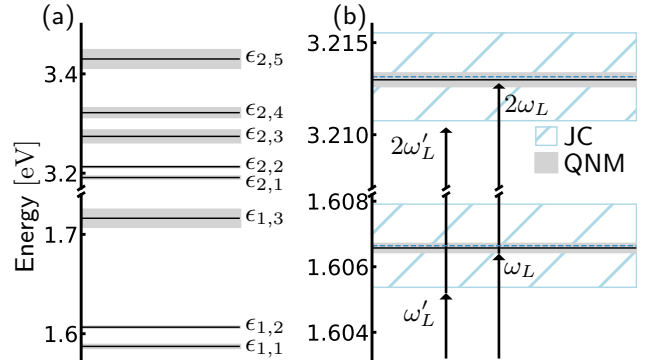 (a)
Energy [eV]
3.4
3.2
1.7
1.6
ϵ2,5
ϵ2,4
ϵ2,3
ϵ2,2
ϵ2,1
ϵ1,3
ϵ1,2
ϵ1,1
(b)
3.215
3.210
1.608
1.606
1.604
2ωL
2ω′L
JC
QNM
ωL
ω′L